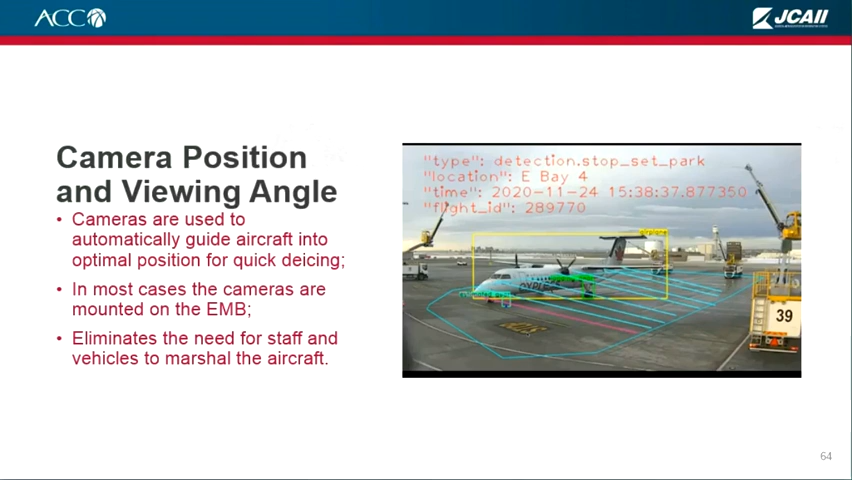 ACC
JCAII
Camera Position
and Viewing Angle
• Cameras are used to
automatically guide aircraft into
optimal position for quick deicing;
• In most cases the cameras are
mounted on the EMB;
• Eliminates the need for staff and
vehicles to marshal the aircraft.
"type": detection.stop_set_park
"location": E Bay 4
"time": 2020-11-24 15:38:37.877350
"flight_id": 289770
39
64